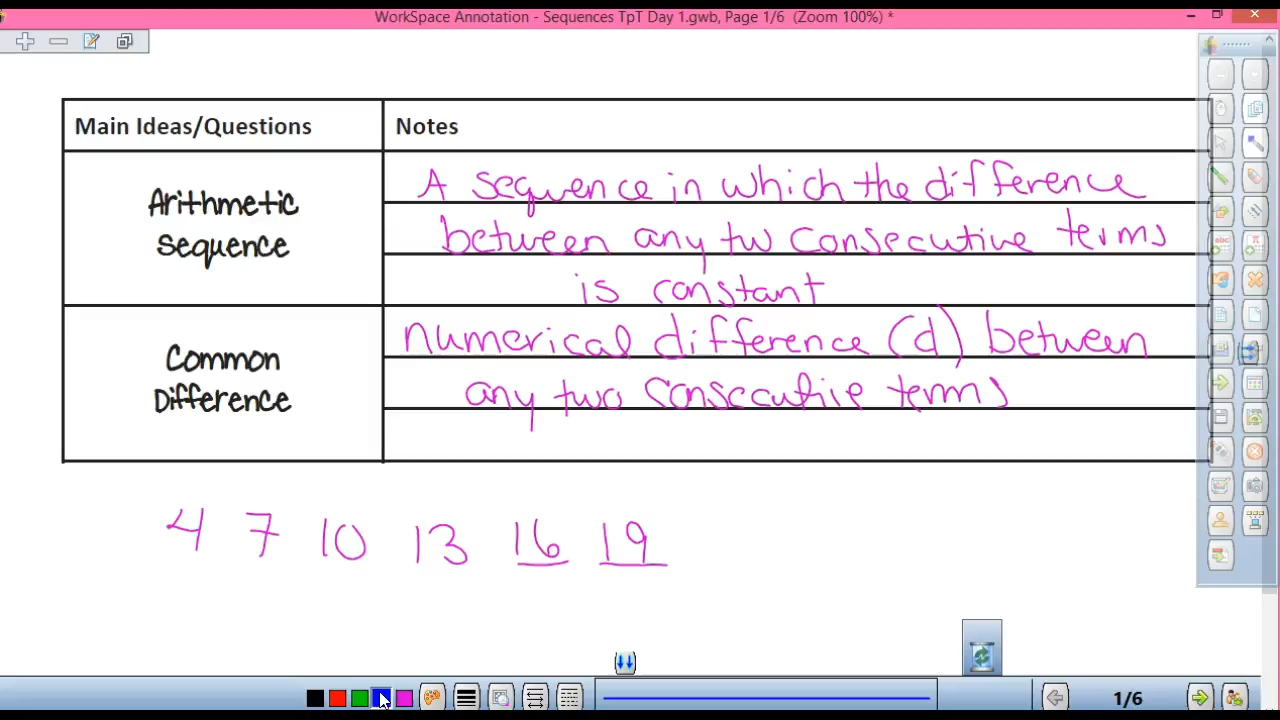 WorkSpace Annotation - Sequences TpT Day 1.gwb, Page 1/6 (Zoom 100%) *
Main Ideas/Questions
Notes
Arithmetic
Sequence
A sequence in which the difference
between any tw consecutive terms
is constant
Common
Difference
numerical difference (d) between
any two consecutive terms
4 7 10 13 16 19
1/6